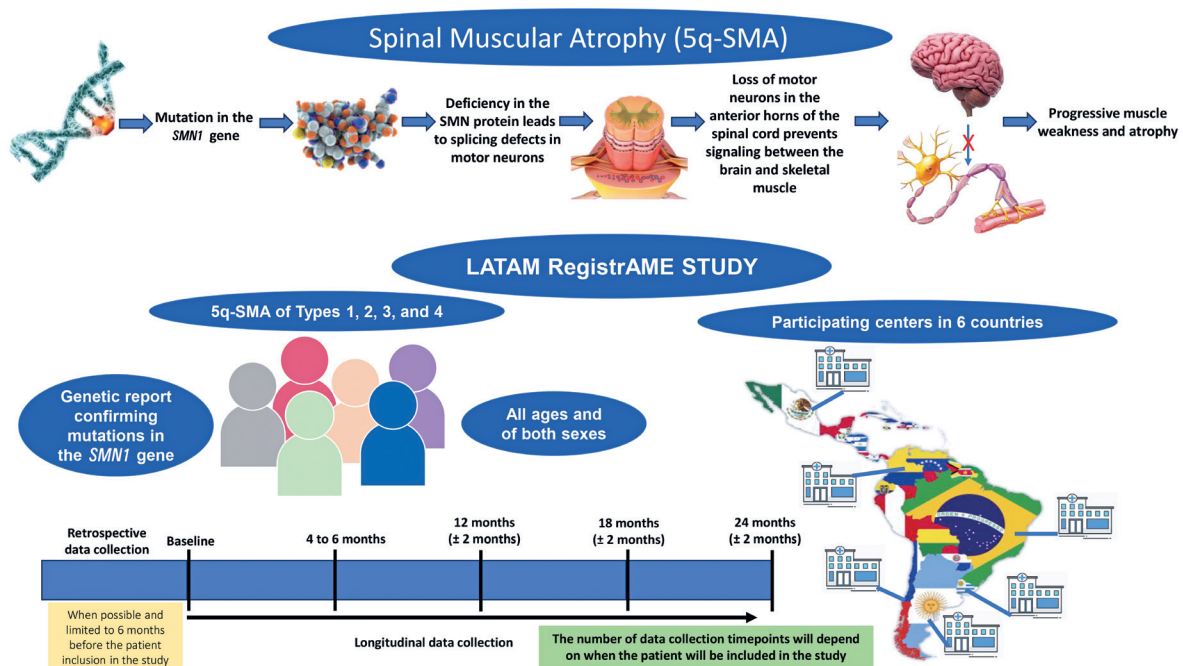 Spinal Muscular Atrophy (5q-SMA)
Mutation in the
SMN1 gene
Deficiency in the
SMN protein leads
to splicing defects in
motor neurons
Loss of motor
neurons in the
anterior horns of the
spinal cord prevents
signaling between the
brain and skeletal
muscle
Progressive muscle
weakness and atrophy
LATAM RegistrAME STUDY
5q-SMA of Types 1, 2, 3, and 4
Participating centers in 6 countries
Genetic report
confirming
mutations in
the SMN1 gene
All ages and
of both sexes
Retrospective
data collection
Baseline
4 to 6 months
12 months
(± 2 months)
18 months
(± 2 months)
24 months
(± 2 months)
When possible and
limited to 6 months
before the patient
inclusion in the study
Longitudinal data collection
The number of data collection timepoints will depend
on when the patient will be included in the study